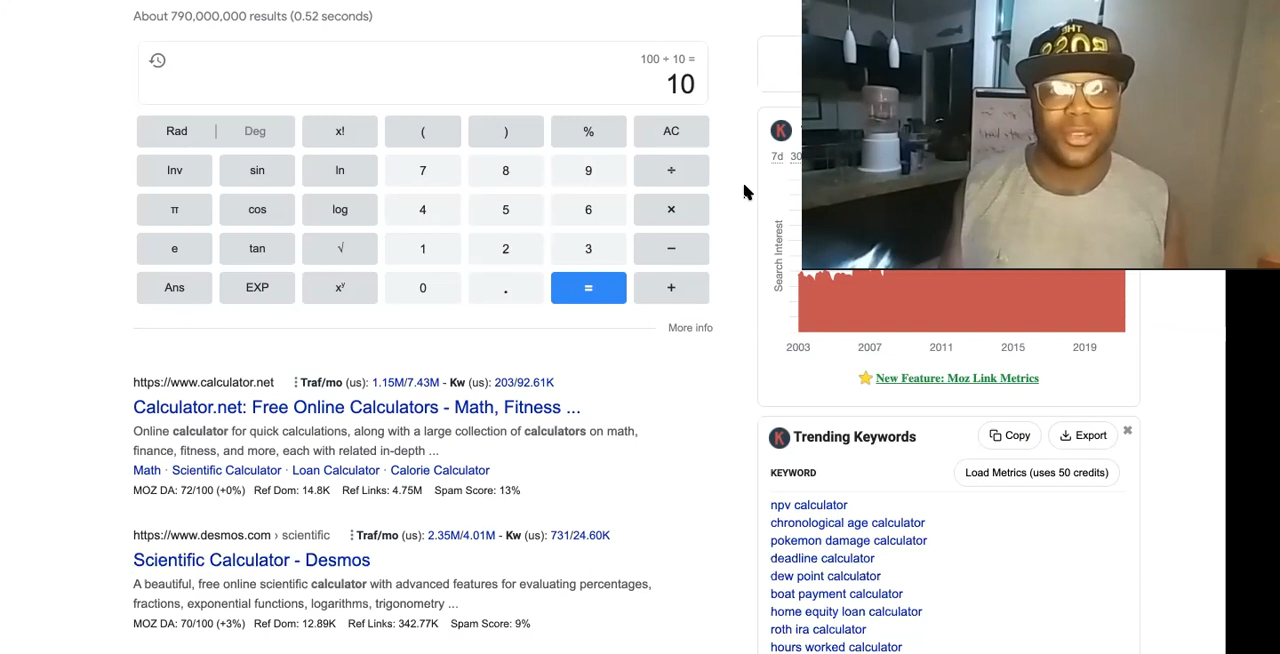 About 790,000,000 results (0.52 seconds)
100 ÷ 10 =
10
Rad | Deg x! ( ) % AC
Inv sin ln 7 8 9 ÷
π cos log 4 5 6 ×
e tan √ 1 2 3 −
Ans EXP xʸ 0 . = +
More info
https://www.calculator.net Traf/mo (us): 1.15M/7.43M - Kw (us): 203/92.61K
Calculator.net: Free Online Calculators - Math, Fitness ...
Online calculator for quick calculations, along with a large collection of calculators on math,
finance, fitness, and more, each with related in-depth ...
Math · Scientific Calculator · Loan Calculator · Calorie Calculator
MOZ DA: 72/100 (+0%) Ref Dom: 14.8K Ref Links: 4.75M Spam Score: 13%
https://www.desmos.com › scientific Traf/mo (us): 2.35M/4.01M - Kw (us): 731/24.60K
Scientific Calculator - Desmos
A beautiful, free online scientific calculator with advanced features for evaluating percentages,
fractions, exponential functions, logarithms, trigonometry ...
MOZ DA: 70/100 (+3%) Ref Dom: 12.89K Ref Links: 342.77K Spam Score: 9%
K
7d 30
Search Interest
2003 2007 2011 2015 2019
New Feature: Moz Link Metrics
K Trending Keywords Copy Export
KEYWORD Load Metrics (uses 50 credits)
npv calculator
chronological age calculator
pokemon damage calculator
deadline calculator
dew point calculator
boat payment calculator
home equity loan calculator
roth ira calculator
hours worked calculator